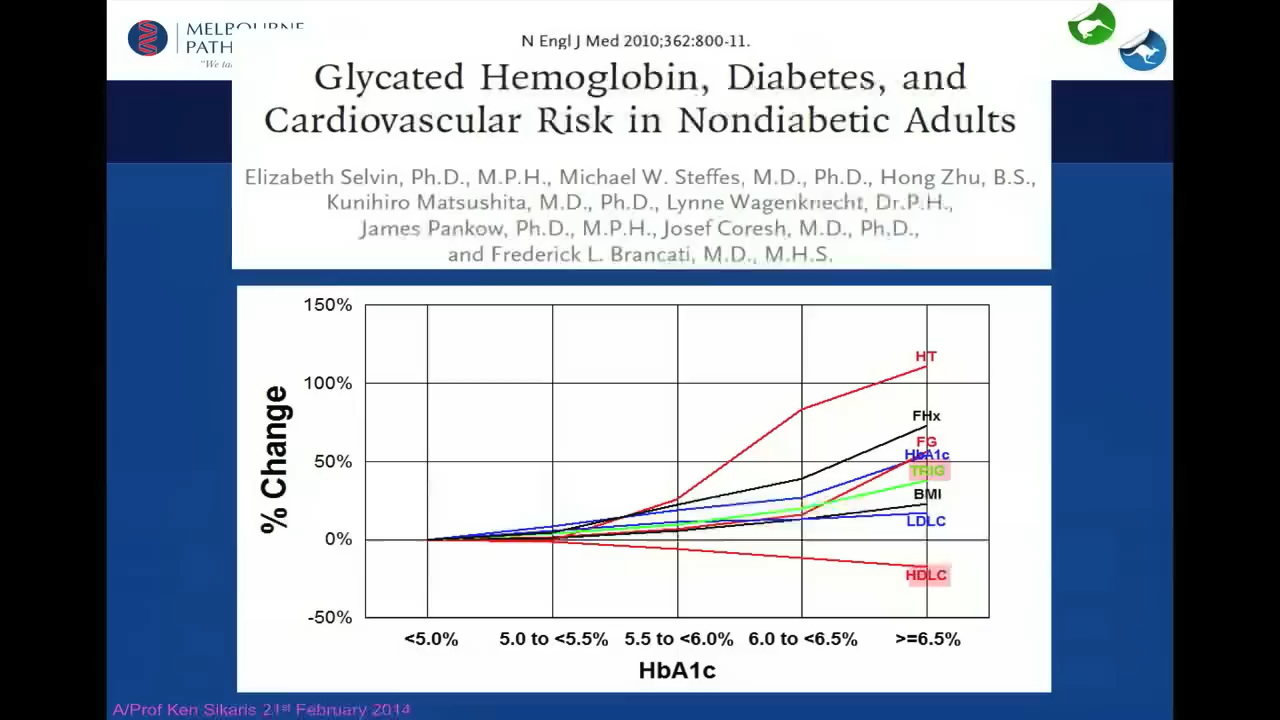 N Engl J Med 2010;362:800-11.
Glycated Hemoglobin, Diabetes, and
Cardiovascular Risk in Nondiabetic Adults
Elizabeth Selvin, Ph.D., M.P.H., Michael W. Steffes, M.D., Ph.D., Hong Zhu, B.S.,
Kunihiro Matsushita, M.D., Ph.D., Lynne Wagenknecht, Dr.P.H.,
James Pankow, Ph.D., M.P.H., Josef Coresh, M.D., Ph.D.,
and Frederick L. Brancati, M.D., M.H.S.
% Change
150%
100%
50%
0%
-50%
HT
FHx
FG
HbA1c
TRIG
BMI
LDLC
HDLC
<5.0%
5.0 to <5.5%
5.5 to <6.0%
6.0 to <6.5%
>=6.5%
HbA1c
A/Prof Ken Sikaris 21st February 2014